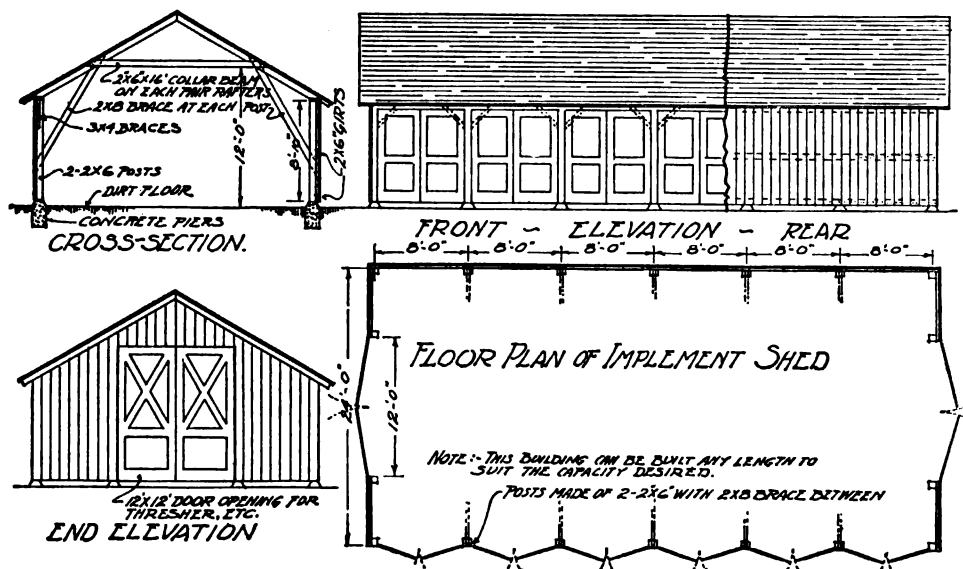 2X6X16' COLLAR BEAM
ON EACH PAIR RAFTERS
2X8 BRACE AT EACH POST
3X4 BRACES
12'-0"
8'-10"
2X6" GIRTS
2-2X6 POSTS
DIRT FLOOR
CONCRETE PIERS
CROSS-SECTION.
FRONT ~ ELEVATION ~ REAR
8'-0" 8'-0" 8'-0" 8'-0" 8'-0" 8'-0"
FLOOR PLAN OF IMPLEMENT SHED
24'-0"
12'-0"
NOTE:- THIS BUILDING CAN BE BUILT ANY LENGTH TO
SUIT THE CAPACITY DESIRED.
POSTS MADE OF 2-2X6" WITH 2X8 BRACE BETWEEN
12'X12' DOOR OPENING FOR
THRESHER, ETC.
END ELEVATION